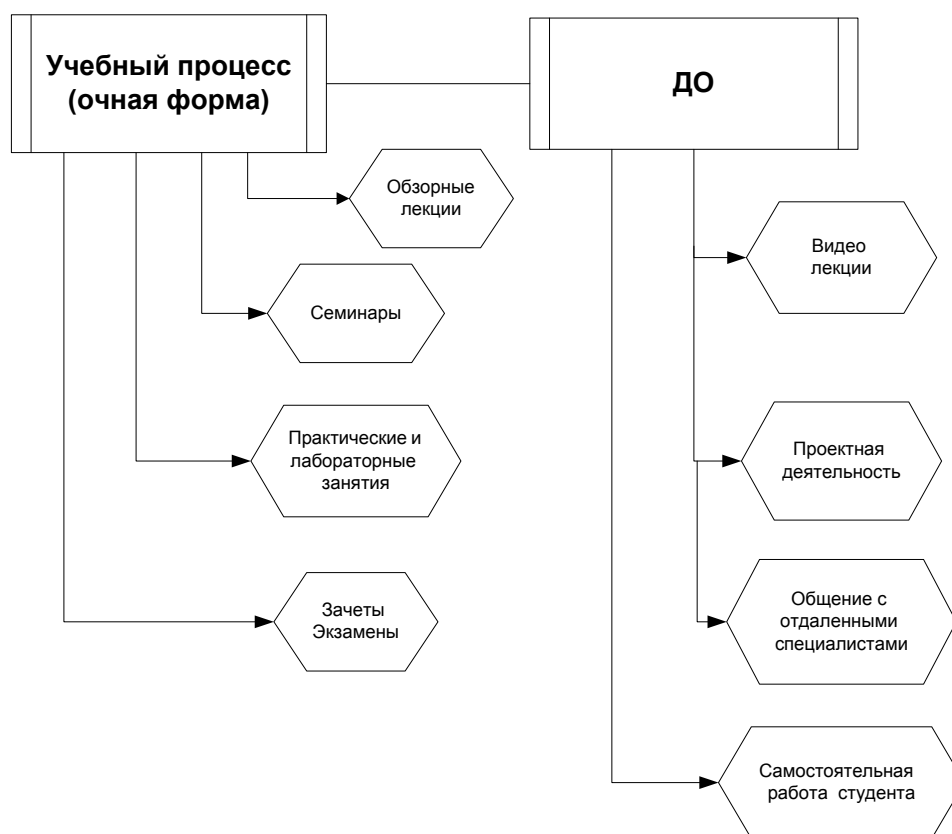 Учебный процесс
(очная форма)
ДО
Обзорные
лекции
Семинары
Практические и
лабораторные
занятия
Зачеты
Экзамены
Видео
лекции
Проектная
деятельность
Общение с
отдаленными
специалистами
Самостоятельная
работа студента